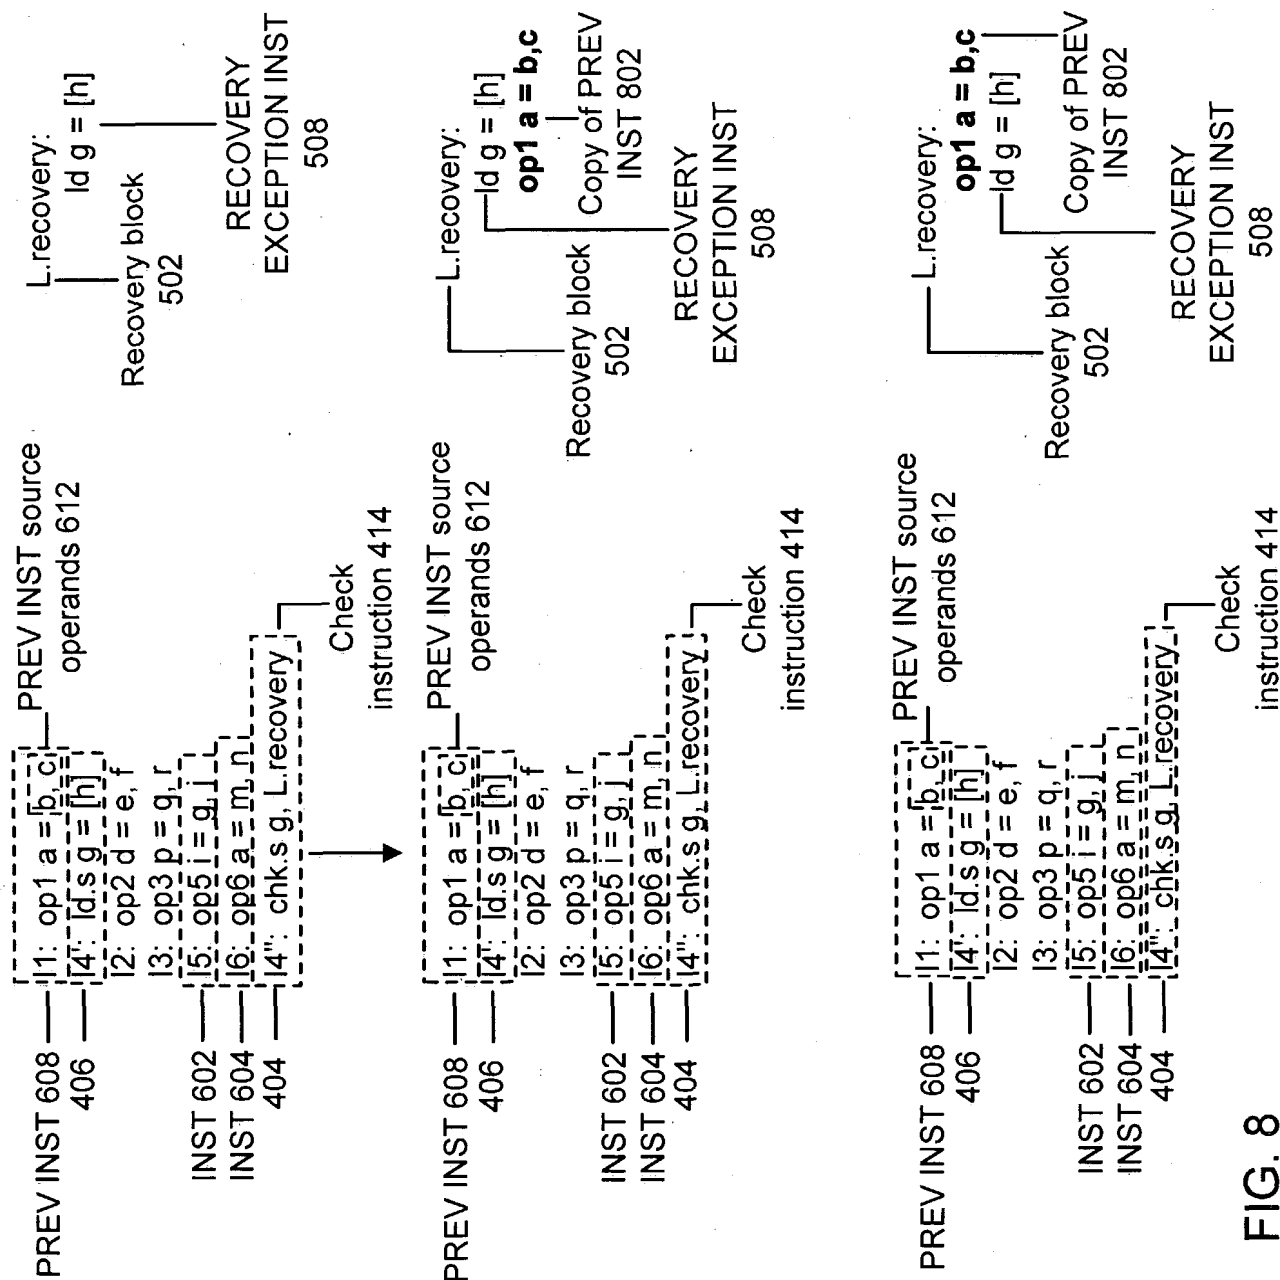 PREV INST 608
406
INST 602
INST 604
404
I1: op1 a = b, c
I4': ld.s g = [h]
I2: op2 d = e, f
I3: op3 p = q, r
I5: op5 i = g, j
I6: op6 a = m, n
I4'': chk.s g, L.recovery
PREV INST source
operands 612
Check
instruction 414
L.recovery:
ld g = [h]
Recovery block
502
RECOVERY
EXCEPTION INST
508
PREV INST 608
406
INST 602
INST 604
404
I1: op1 a = b, c
I4': ld.s g = [h]
I2: op2 d = e, f
I3: op3 p = q, r
I5: op5 i = g, j
I6: op6 a = m, n
I4'': chk.s g, L.recovery
PREV INST source
operands 612
Check
instruction 414
L.recovery:
ld g = [h]
op1 a = b,c
Copy of PREV
INST 802
Recovery block
502
RECOVERY
EXCEPTION INST
508
PREV INST 608
406
INST 602
INST 604
404
I1: op1 a = b, c
I4': ld.s g = [h]
I2: op2 d = e, f
I3: op3 p = q, r
I5: op5 i = g, j
I6: op6 a = m, n
I4'': chk.s g, L.recovery
PREV INST source
operands 612
Check
instruction 414
L.recovery:
op1 a = b,c
ld g = [h]
Copy of PREV
INST 802
Recovery block
502
RECOVERY
EXCEPTION INST
508
FIG. 8